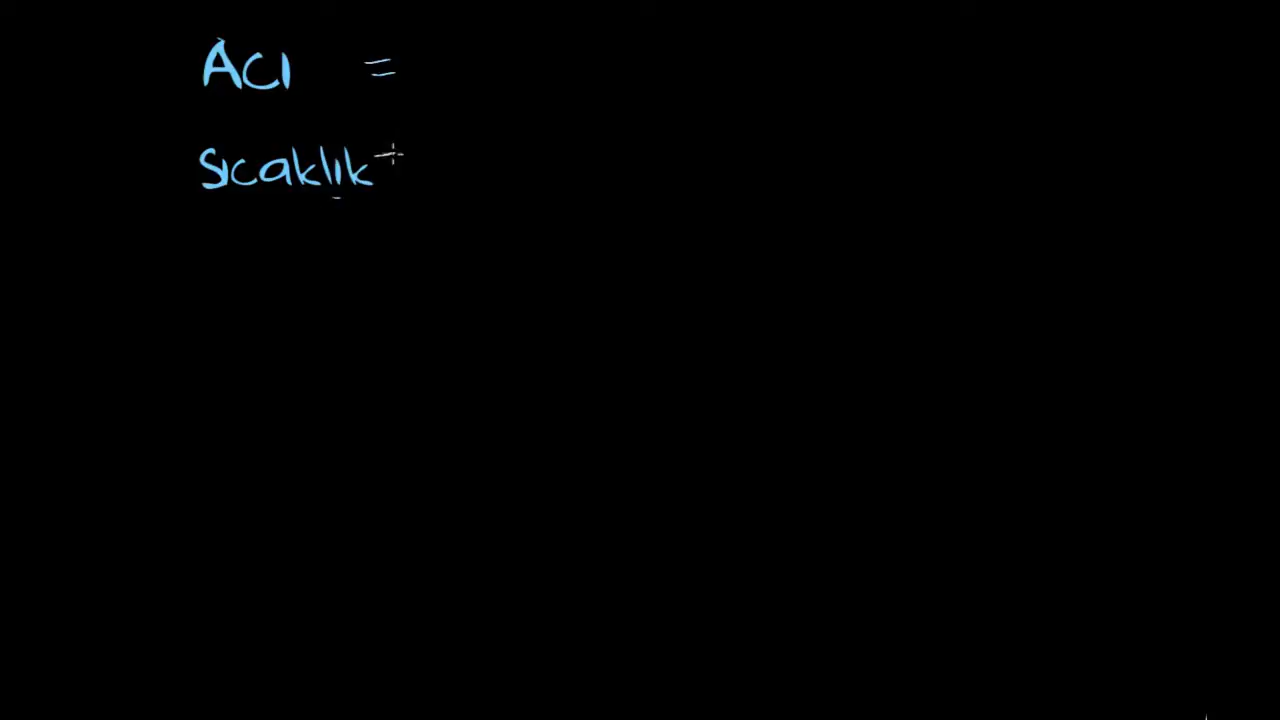 Acı =
Sıcaklık